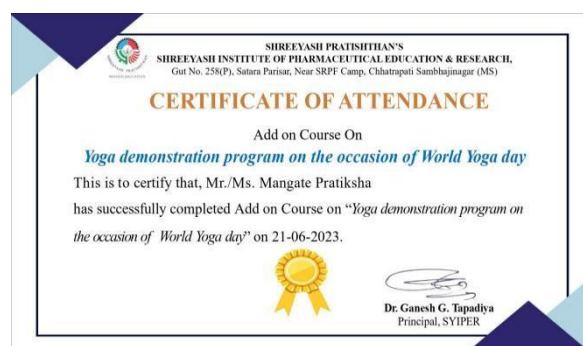 SHREEYASH PRATISHTHAN'S
SHREEYASH INSTITUTE OF PHARMACEUTICAL EDUCATION & RESEARCH,
Gut No. 258(P), Satara Parisar, Near SRPF Camp, Chhatrapati Sambhajinagar (MS)
CERTIFICATE OF ATTENDANCE
Add on Course On
Yoga demonstration program on the occasion of World Yoga day
This is to certify that, Mr./Ms. Mangate Pratiksha
has successfully completed Add on Course on “Yoga demonstration program on
the occasion of World Yoga day” on 21-06-2023.
Dr. Ganesh G. Tapadiya
Principal, SYIPER